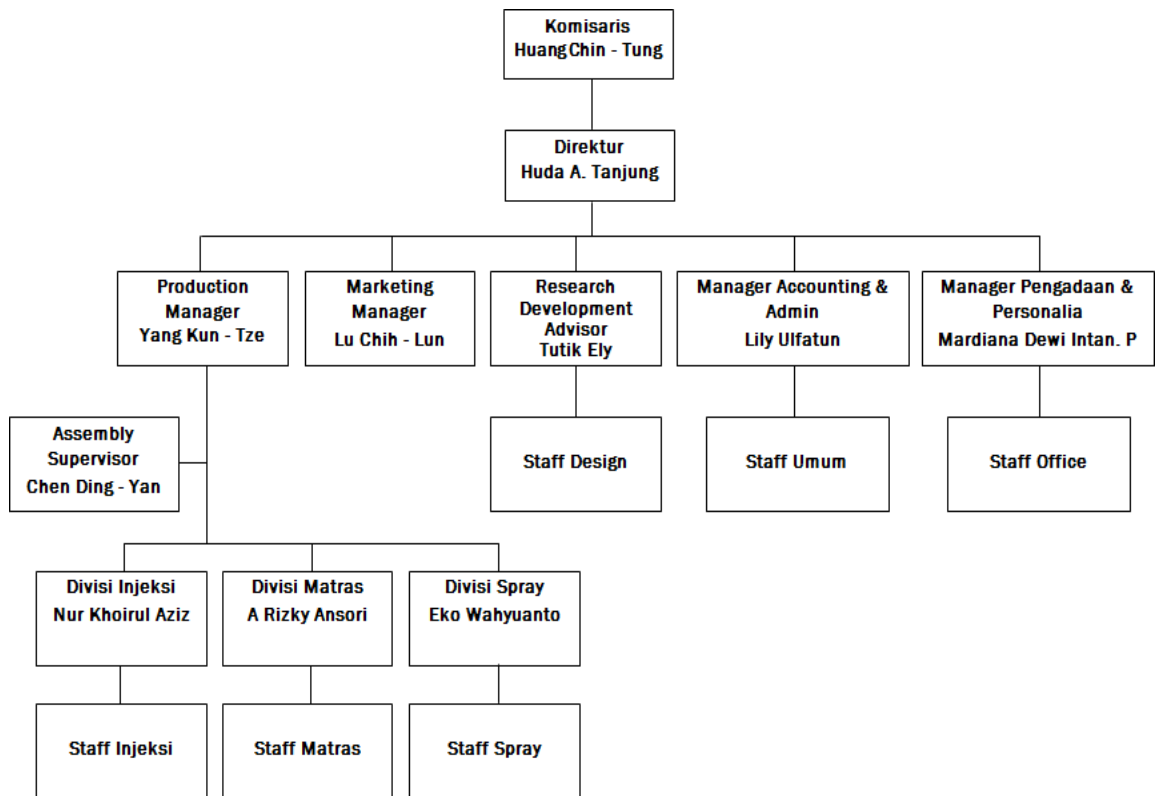 Komisaris
HuangChin - Tung
Direktur
Huda A. Tanjung
Production
Manager
Yang Kun - Tze
Marketing
Manager
Lu Chih - Lun
Research
Development
Advisor
Tutik Ely
Manager Accounting &
Admin
Lily Ulfatun
Manager Pengadaan &
Personalia
Mardiana Dewi Intan. P
Assembly
Supervisor
Chen Ding - Yan
Staff Design
Staff Umum
Staff Office
Divisi Injeksi
Nur Khoirul Aziz
Divisi Matras
A Rizky Ansori
Divisi Spray
Eko Wahyuanto
Staff Injeksi
Staff Matras
Staff Spray